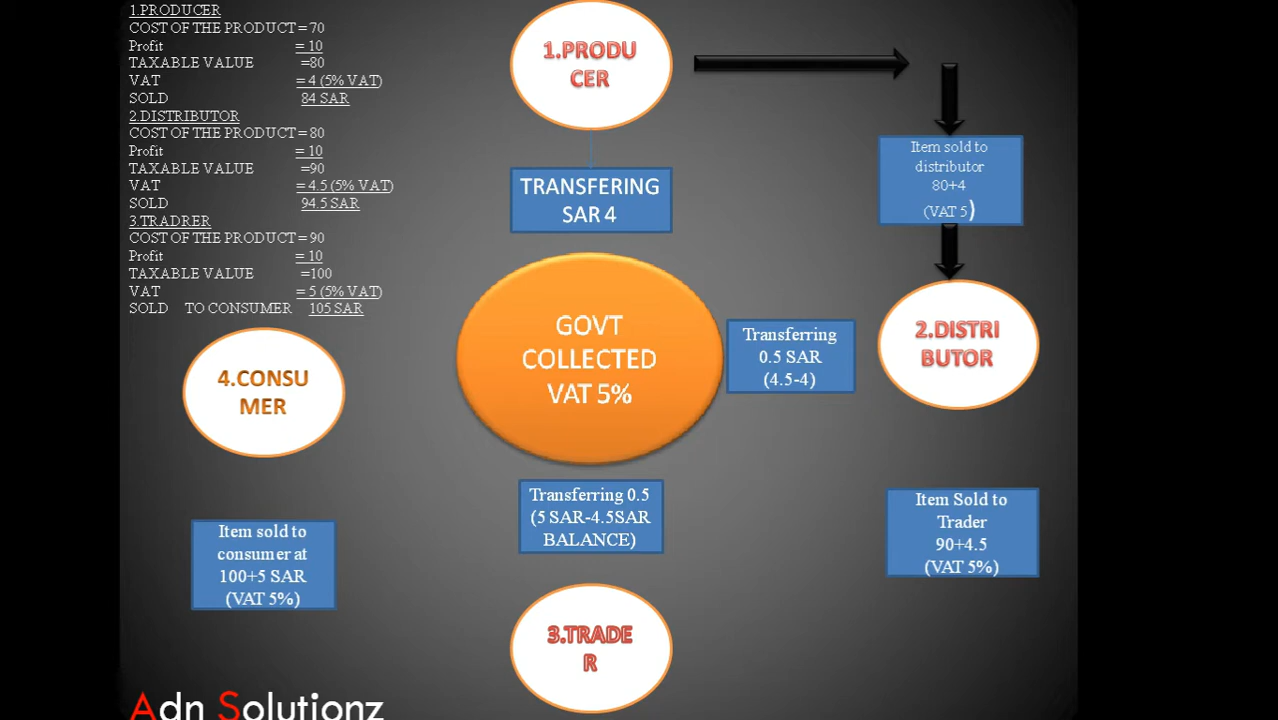 1.PRODUCER
COST OF THE PRODUCT = 70
Profit = 10
TAXABLE VALUE =80
VAT = 4 (5% VAT)
SOLD 84 SAR
2.DISTRIBUTOR
COST OF THE PRODUCT = 80
Profit = 10
TAXABLE VALUE =90
VAT = 4.5 (5% VAT)
SOLD 94.5 SAR
3.TRADRER
COST OF THE PRODUCT = 90
Profit = 10
TAXABLE VALUE =100
VAT = 5 (5% VAT)
SOLD TO CONSUMER 105 SAR
1.PRODU
CER
TRANSFERING
SAR 4
Item sold to
distributor
80+4
(VAT 5)
GOVT
COLLECTED
VAT 5%
Transferring
0.5 SAR
(4.5-4)
2.DISTRI
BUTOR
4.CONSU
MER
Transferring 0.5
(5 SAR-4.5SAR
BALANCE)
Item Sold to
Trader
90+4.5
(VAT 5%)
Item sold to
consumer at
100+5 SAR
(VAT 5%)
3.TRADE
R
Adn Solutionz